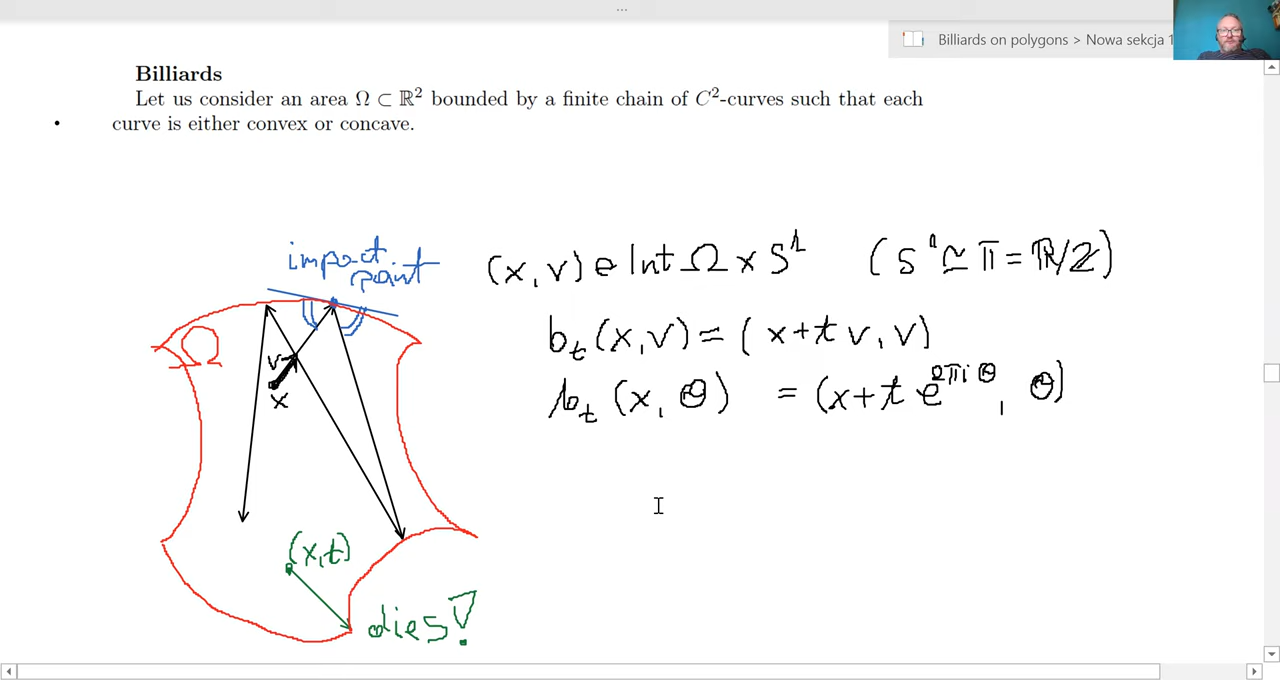 Billiards on polygons > Nowa sekcja 1
Billiards
Let us consider an area Ω ⊂ ℝ² bounded by a finite chain of C²-curves such that each
curve is either convex or concave.
impact
point
Ω
v
x
(x,t)
dies!
(x,v) ∈ Int Ω × S¹ (S¹ ≅ 𝕋 = ℝ/ℤ)
b_t (x,v) = (x+t v, v)
b_t (x, θ) = (x+t e^{2πiθ}, θ)